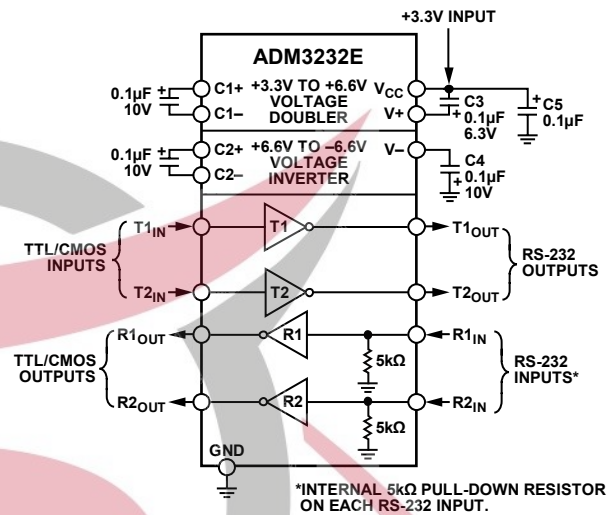 +3.3V INPUT
ADM3232E
0.1µF
10V
+
C1+
C1–
+3.3V TO +6.6V
VOLTAGE
DOUBLER
VCC
V+
C3
+ 0.1µF
6.3V
+ C5
0.1µF
0.1µF
10V
+
C2+
C2–
+6.6V TO –6.6V
VOLTAGE
INVERTER
V–
C4
+ 0.1µF
10V
TTL/CMOS
INPUTS
T1IN
T1
T1OUT
T2IN
T2
T2OUT
RS-232
OUTPUTS
TTL/CMOS
OUTPUTS
R1OUT
R1
5kΩ
R1IN
R2OUT
R2
5kΩ
R2IN
RS-232
INPUTS*
GND
*INTERNAL 5kΩ PULL-DOWN RESISTOR
ON EACH RS-232 INPUT.